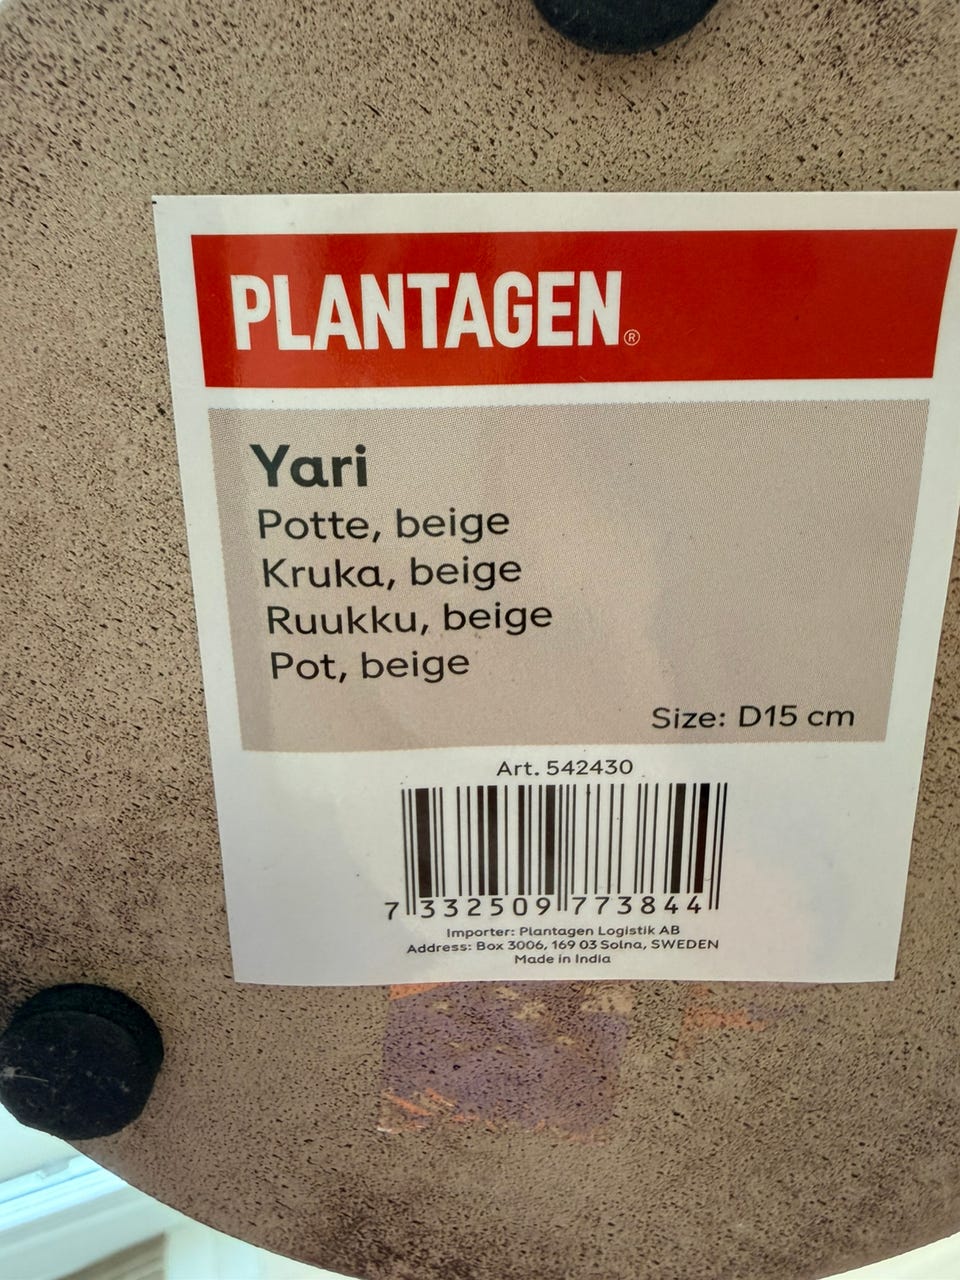 PLANTAGEN®
Yari
Potte, beige
Kruka, beige
Ruukku, beige
Pot, beige
Size: D15 cm
Art. 542430
7 332509 773844
Importer: Plantagen Logistik AB
Address: Box 3006, 169 03 Solna, SWEDEN
Made in India